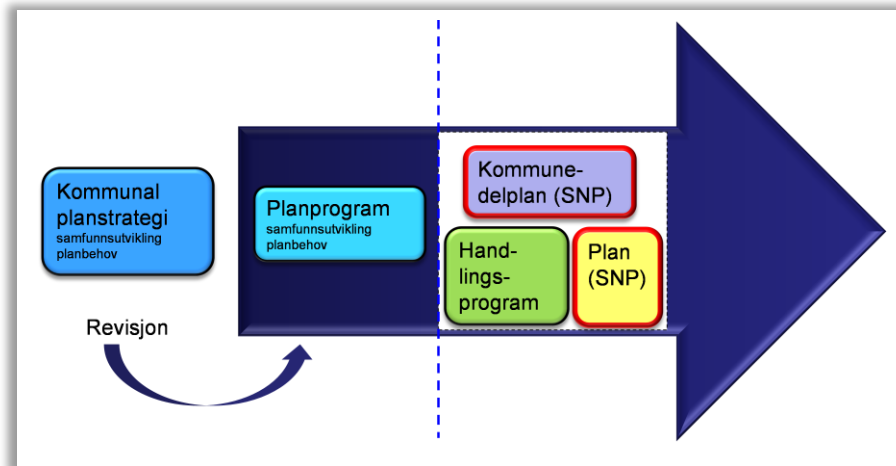 Kommunal
planstrategi
samfunnsutvikling
planbehov
Revisjon
Planprogram
samfunnsutvikling
planbehov
Kommune-
delplan (SNP)
Hand-
lings-
program
Plan
(SNP)